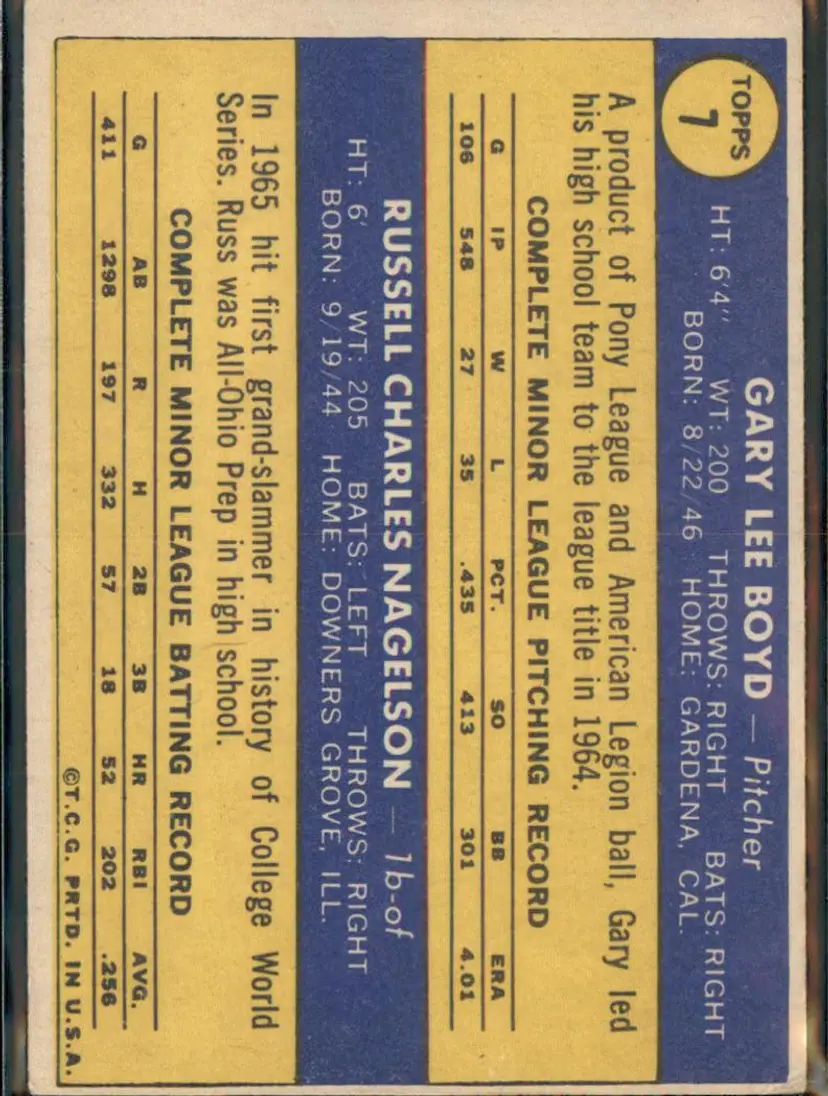 TOPPS
7
GARY LEE BOYD — Pitcher
HT: 6'4" WT: 200 THROWS: RIGHT BATS: RIGHT
BORN: 8/22/46 HOME: GARDENA, CAL.
A product of Pony League and American Legion ball, Gary led
his high school team to the league title in 1964.
COMPLETE MINOR LEAGUE PITCHING RECORD
G IP W L PCT. SO BB ERA
106 548 27 35 .435 413 301 4.01
RUSSELL CHARLES NAGELSON — 1b-of
HT: 6' WT: 205 BATS: LEFT THROWS: RIGHT
BORN: 9/19/44 HOME: DOWNERS GROVE, ILL.
In 1965 hit first grand-slammer in history of College World
Series. Russ was All-Ohio Prep in high school.
COMPLETE MINOR LEAGUE BATTING RECORD
G AB R H 2B 3B HR RBI AVG.
411 1298 197 332 57 18 52 202 .256
©T.C.G. PRTD. IN U.S.A.